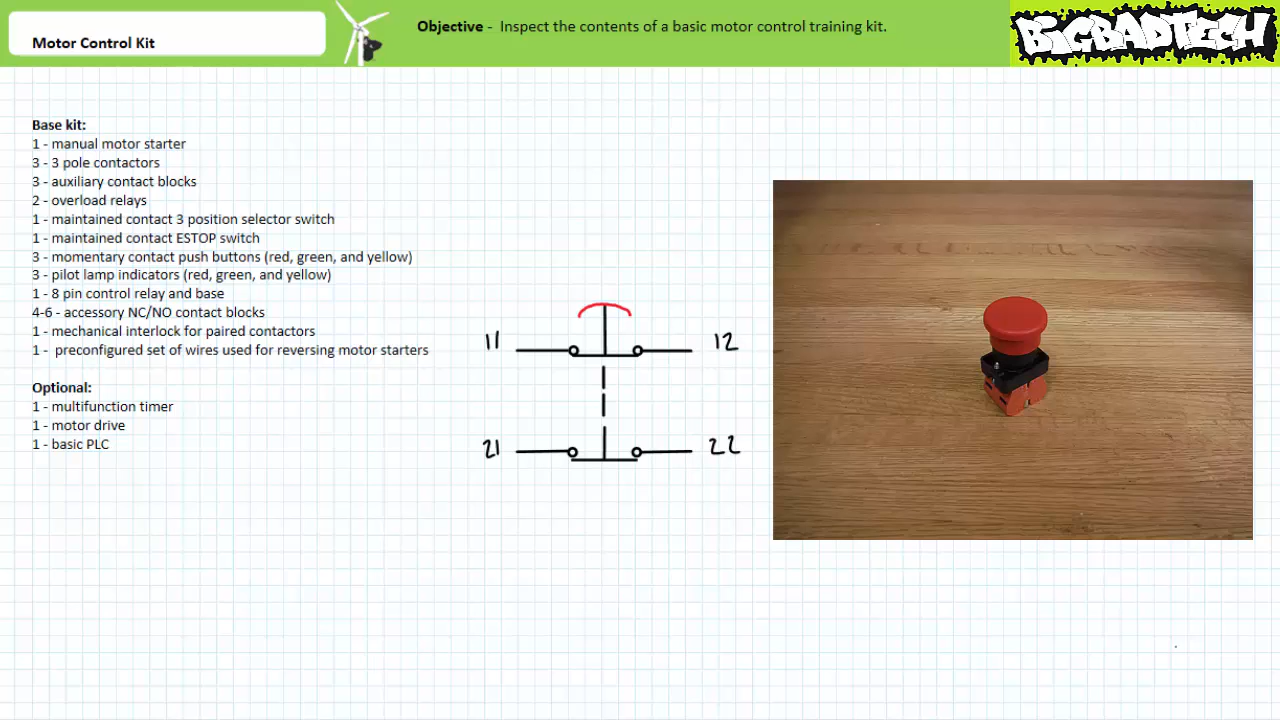 Motor Control Kit
Objective - Inspect the contents of a basic motor control training kit.
BIGBADTECH
Base kit:
1 - manual motor starter
3 - 3 pole contactors
3 - auxiliary contact blocks
2 - overload relays
1 - maintained contact 3 position selector switch
1 - maintained contact ESTOP switch
3 - momentary contact push buttons (red, green, and yellow)
3 - pilot lamp indicators (red, green, and yellow)
1 - 8 pin control relay and base
4-6 - accessory NC/NO contact blocks
1 - mechanical interlock for paired contactors
1 - preconfigured set of wires used for reversing motor starters
Optional:
1 - multifunction timer
1 - motor drive
1 - basic PLC
11 12
21 22